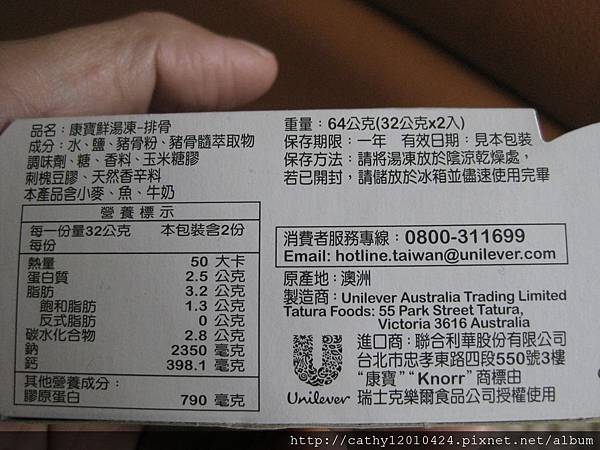 品名：康寶鮮湯凍-排骨
成分：水、鹽、豬骨粉、豬骨髓萃取物
調味劑、糖、香料、玉米糖膠
刺槐豆膠、天然香辛料
本產品含小麥、魚、牛奶
營養標示
每一份量32公克 本包裝含2份
每份
熱量 50 大卡
蛋白質 2.5 公克
脂肪 3.2 公克
飽和脂肪 1.3 公克
反式脂肪 0 公克
碳水化合物 2.8 公克
鈉 2350 毫克
鈣 398.1 毫克
其他營養成分：
膠原蛋白 790 毫克
重量：64公克(32公克x2入)
保存期限：一年 有效日期：見本包裝
保存方法：請將湯凍放於陰涼乾燥處，
若已開封，請儲放於冰箱並儘速使用完畢
消費者服務專線：0800-311699
Email: hotline.taiwan@unilever.com
原產地：澳洲
製造商：Unilever Australia Trading Limited
Tatura Foods: 55 Park Street Tatura,
Victoria 3616 Australia
Unilever
進口商：聯合利華股份有限公司
台北市忠孝東路四段550號3樓
“康寶”“Knorr”商標由
瑞士克樂爾食品公司授權使用
http://cathy12010424.pixnet.net/album